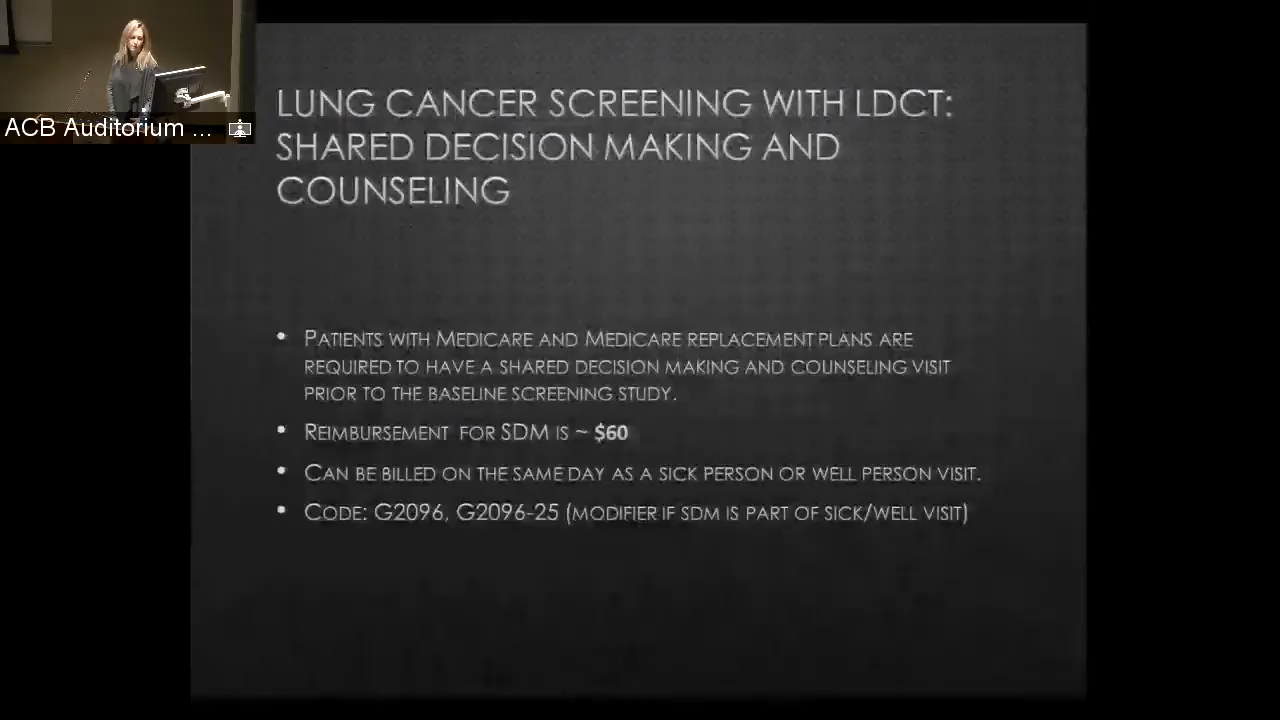 ACB Auditorium ...
LUNG CANCER SCREENING WITH LDCT:
SHARED DECISION MAKING AND
COUNSELING
• PATIENTS WITH MEDICARE AND MEDICARE REPLACEMENT PLANS ARE
REQUIRED TO HAVE A SHARED DECISION MAKING AND COUNSELING VISIT
PRIOR TO THE BASELINE SCREENING STUDY.
• REIMBURSEMENT FOR SDM IS ~ $60
• CAN BE BILLED ON THE SAME DAY AS A SICK PERSON OR WELL PERSON VISIT.
• CODE: G2096, G2096-25 (MODIFIER IF SDM IS PART OF SICK/WELL VISIT)